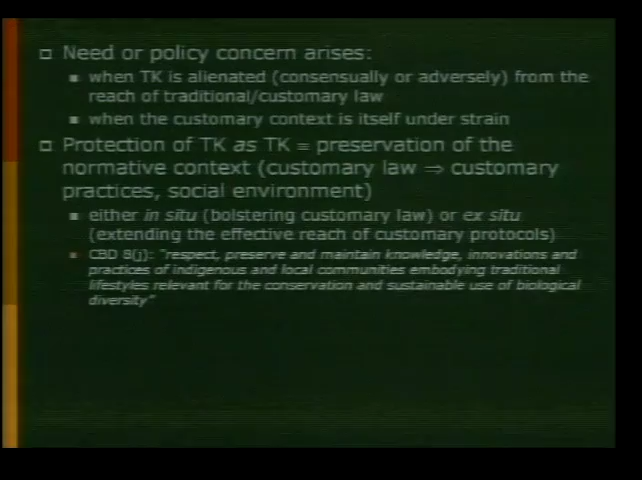 Need or policy concern arises:
when TK is alienated (consensually or adversely) from the
reach of traditional/customary law
when the customary context is itself under strain
Protection of TK as TK = preservation of the
normative context (customary law ⇒ customary
practices, social environment)
either in situ (bolstering customary law) or ex situ
(extending the effective reach of customary protocols)
CBD 8(j): "respect, preserve and maintain knowledge, innovations and
practices of indigenous and local communities embodying traditional
lifestyles relevant for the conservation and sustainable use of biological
diversity"